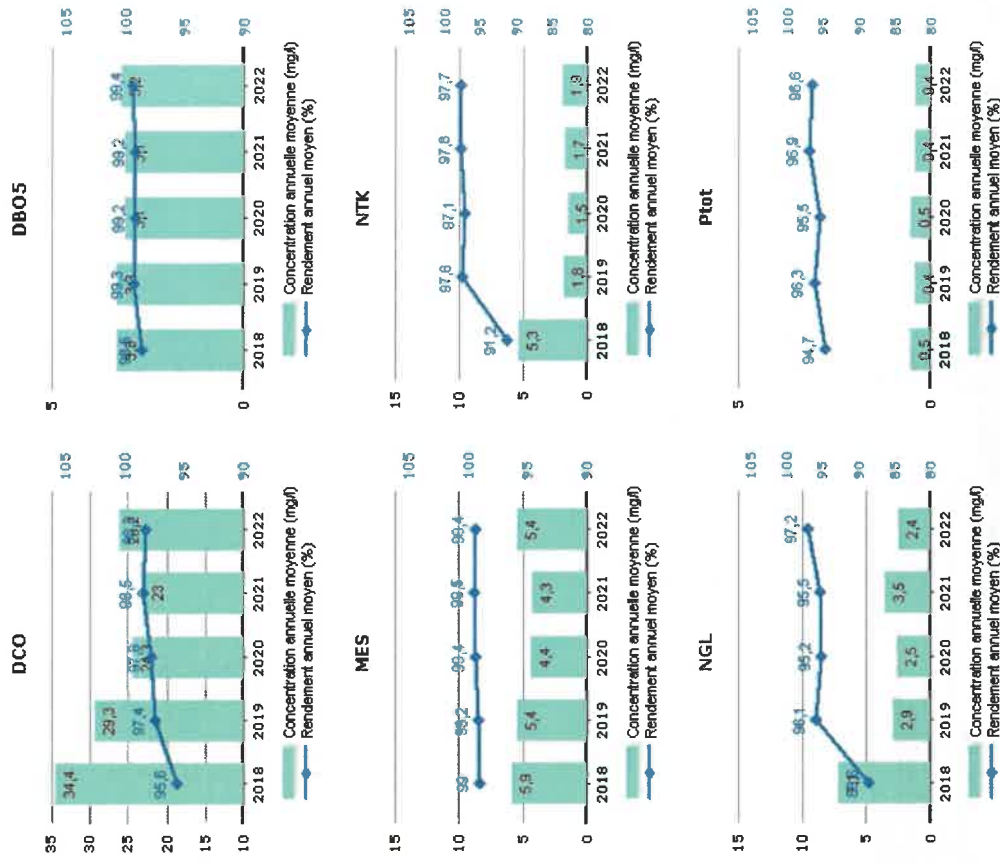 DCO
35
30
25
20
15
10
105
100
95
90
34,4
29,3
23
95,6
97,4
98,5
2018 2019 2020 2021 2022
Concentration annuelle moyenne (mg/l)
Rendement annuel moyen (%)
DBO5
5
0
105
100
95
90
99,3 99,2 99,2 99,4
2018 2019 2020 2021 2022
Concentration annuelle moyenne (mg/l)
Rendement annuel moyen (%)
MES
15
10
5
0
105
100
95
90
99 99,2 99,4 99,5 99,4
5,9 5,4 4,4 4,3 5,4
2018 2019 2020 2021 2022
Concentration annuelle moyenne (mg/l)
Rendement annuel moyen (%)
NTK
15
10
5
0
105
100
95
90
91,2 97,6 97,1 97,6 97,7
5,3 1,8 1,5 1,7 1,9
2018 2019 2020 2021 2022
Concentration annuelle moyenne (mg/l)
Rendement annuel moyen (%)
NGL
15
10
5
0
105
100
95
90
85
80
96,1 95,2 95,5 97,2
2,9 2,5 3,5 2,4
2018 2019 2020 2021 2022
Concentration annuelle moyenne (mg/l)
Rendement annuel moyen (%)
Ptot
5
0
105
100
95
90
85
80
94,7 96,3 95,5 96,9 96,6
0,5 0,4 0,5 0,4 0,4
2018 2019 2020 2021 2022
Concentration annuelle moyenne (mg/l)
Rendement annuel moyen (%)